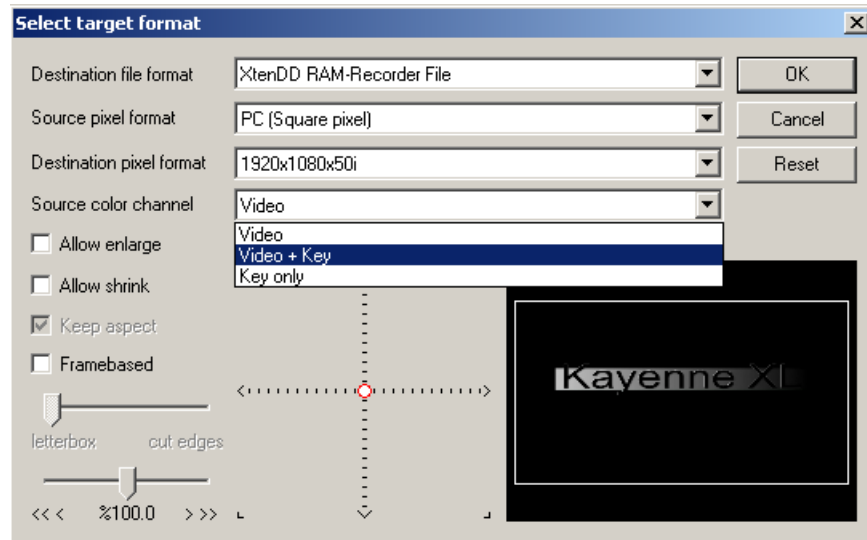 Select target format
Destination file format XtenDD RAM-Recorder File OK
Source pixel format PC (Square pixel) Cancel
Destination pixel format 1920x1080x50i Reset
Source color channel Video
Video
Allow enlarge Video + Key
Key only
Allow shrink
Keep aspect
Framebased
Kayenne XL
letterbox cut edges
<< < %100.0 > >>